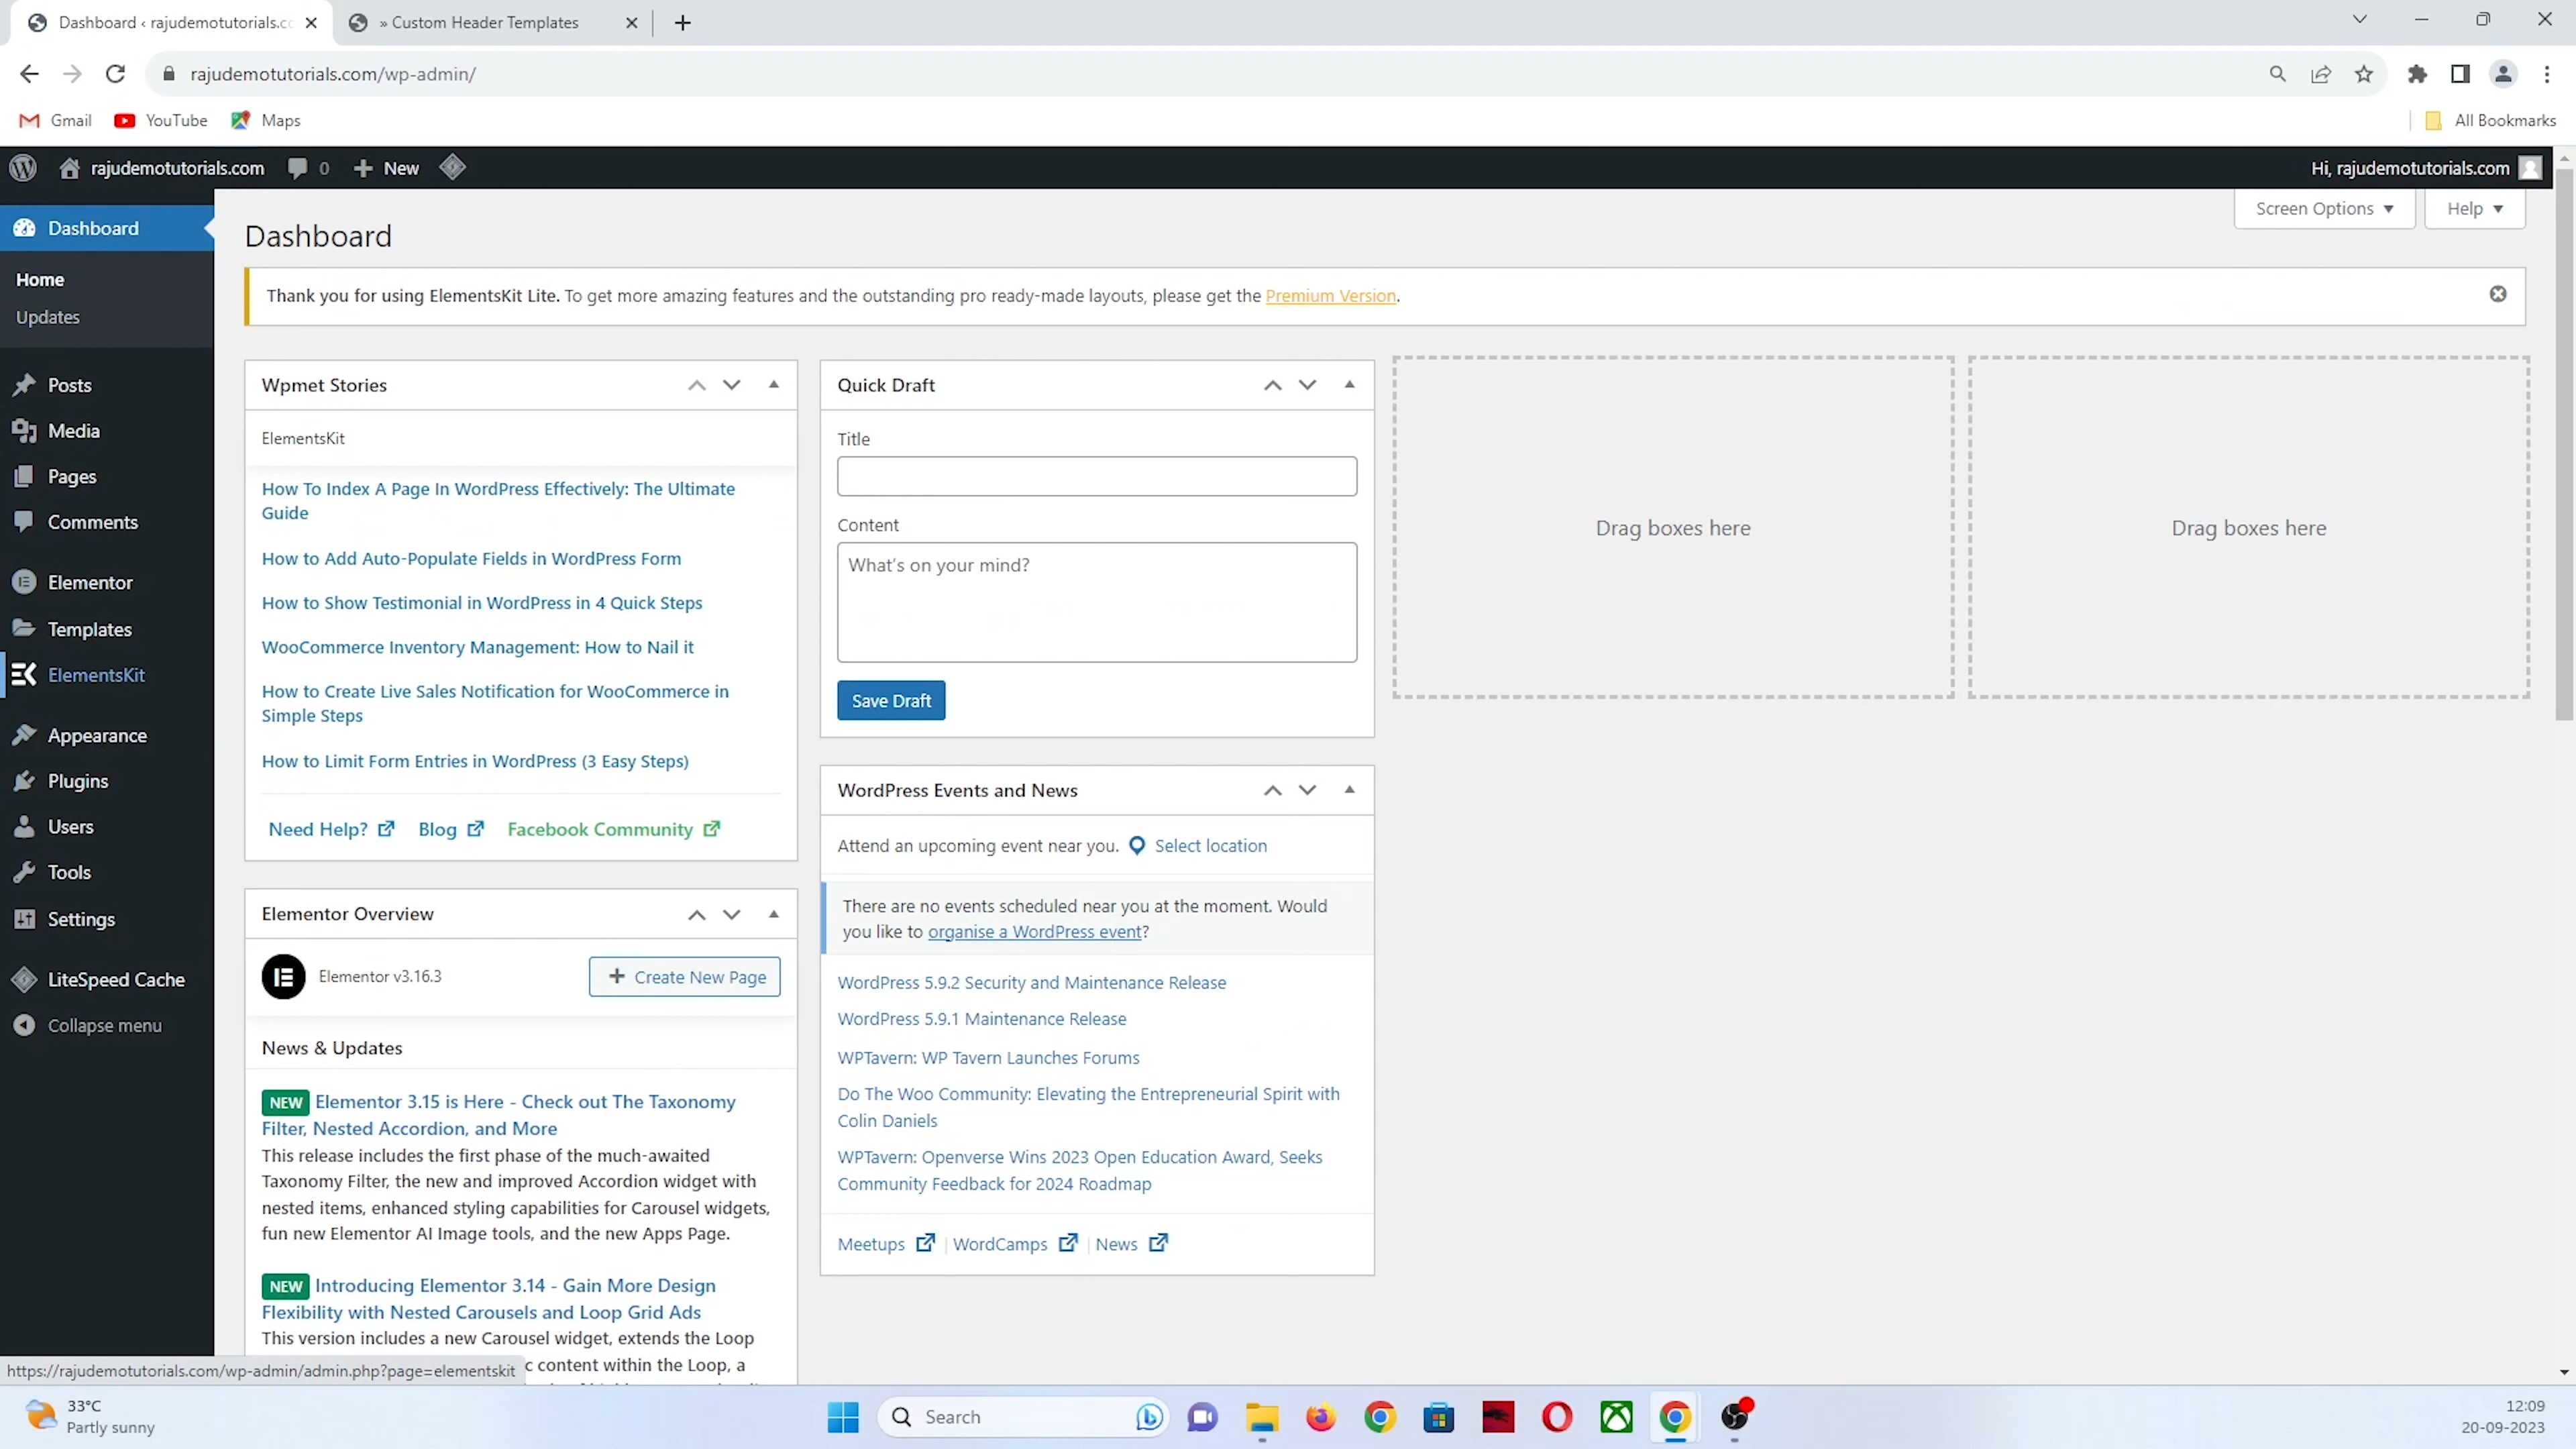 Dashboard ‹ rajudemotutorials.cc
» Custom Header Templates
rajudemotutorials.com/wp-admin/
Gmail
YouTube
Maps
All Bookmarks
rajudemotutorials.com
0
New
Hi, rajudemotutorials.com
Dashboard
Home
Updates
Posts
Media
Pages
Comments
Elementor
Templates
ElementsKit
Appearance
Plugins
Users
Tools
Settings
LiteSpeed Cache
Collapse menu
Screen Options
Help
Dashboard
Thank you for using ElementsKit Lite. To get more amazing features and the outstanding pro ready-made layouts, please get the Premium Version.
Wpmet Stories
ElementsKit
How To Index A Page In WordPress Effectively: The Ultimate
Guide
How to Add Auto-Populate Fields in WordPress Form
How to Show Testimonial in WordPress in 4 Quick Steps
WooCommerce Inventory Management: How to Nail it
How to Create Live Sales Notification for WooCommerce in
Simple Steps
How to Limit Form Entries in WordPress (3 Easy Steps)
Need Help?
Blog
Facebook Community
Elementor Overview
Elementor v3.16.3
Create New Page
News & Updates
NEW Elementor 3.15 is Here - Check out The Taxonomy
Filter, Nested Accordion, and More
This release includes the first phase of the much-awaited
Taxonomy Filter, the new and improved Accordion widget with
nested items, enhanced styling capabilities for Carousel widgets,
fun new Elementor AI Image tools, and the new Apps Page.
NEW Introducing Elementor 3.14 - Gain More Design
Flexibility with Nested Carousels and Loop Grid Ads
This version includes a new Carousel widget, extends the Loop
c content within the Loop, a
Quick Draft
Title
Content
What's on your mind?
Save Draft
WordPress Events and News
Attend an upcoming event near you.
Select location
There are no events scheduled near you at the moment. Would
you like to organise a WordPress event?
WordPress 5.9.2 Security and Maintenance Release
WordPress 5.9.1 Maintenance Release
WPTavern: WP Tavern Launches Forums
Do The Woo Community: Elevating the Entrepreneurial Spirit with
Colin Daniels
WPTavern: Openverse Wins 2023 Open Education Award, Seeks
Community Feedback for 2024 Roadmap
Meetups | WordCamps | News
Drag boxes here
Drag boxes here
https://rajudemotutorials.com/wp-admin/admin.php?page=elementskit
33°C
Partly sunny
Search
12:09
20-09-2023